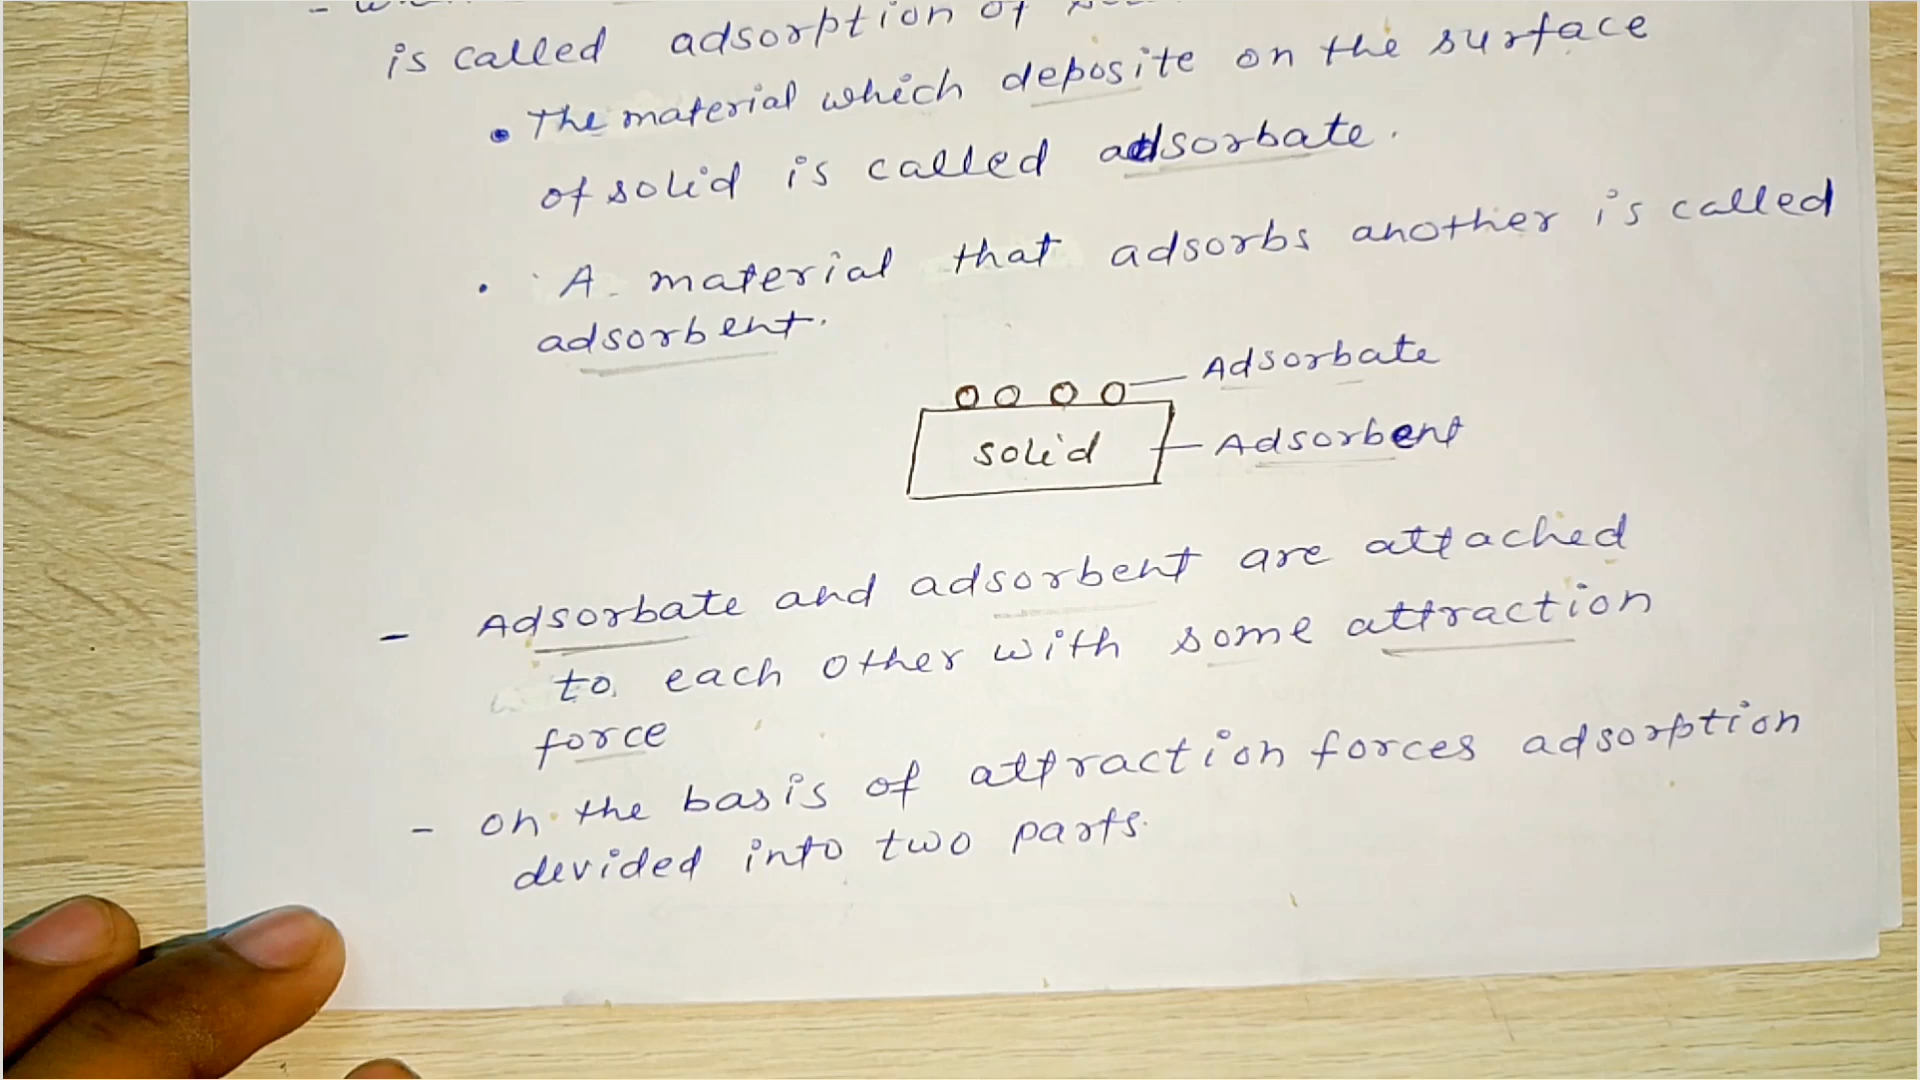 is called adsorption of
• The material which deposite on the surface
of solid is called adsorbate.
• A material that adsorbs another is called
adsorbent.
Adsorbate
solid
Adsorbent
- Adsorbate and adsorbent are attached
to each other with some attraction
force
- on the basis of attraction forces adsorption
devided into two parts.